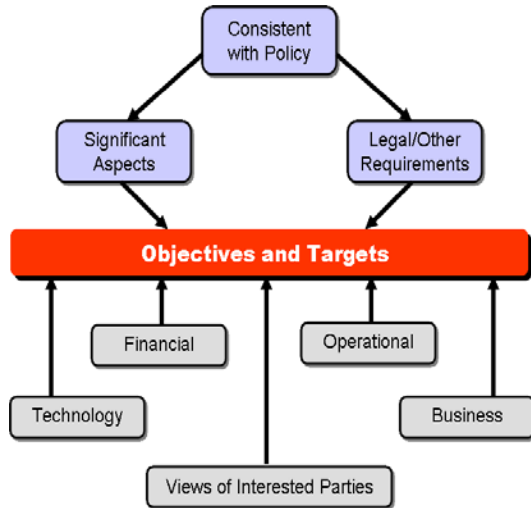 Consistent
with Policy
Significant
Aspects
Legal/Other
Requirements
Objectives and Targets
Financial
Operational
Technology
Business
Views of Interested Parties